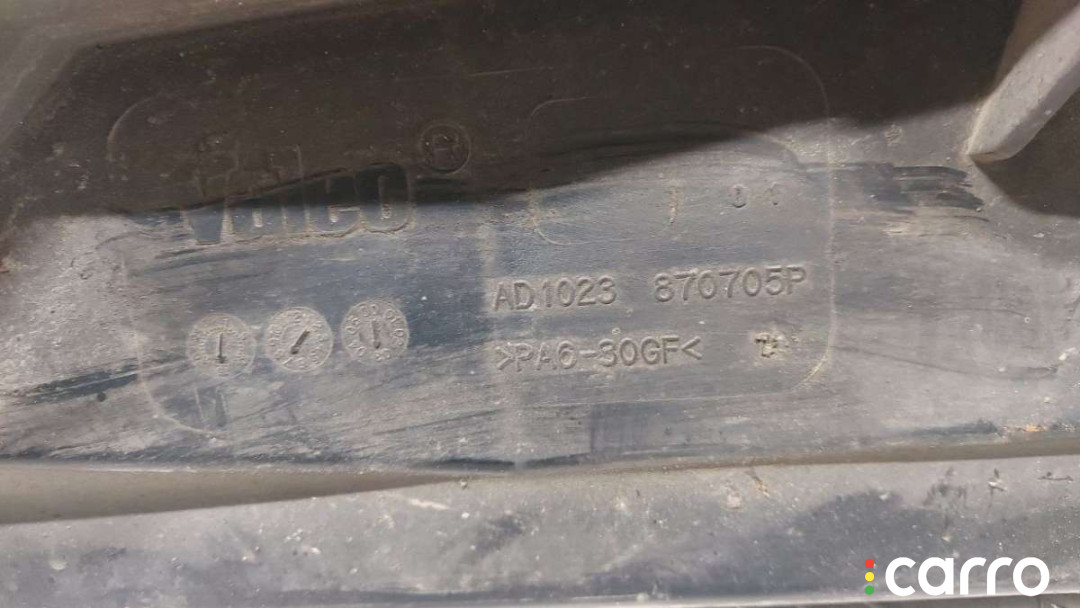 Valeo®
AD1023 870705P
>PA6-30GF<
carro